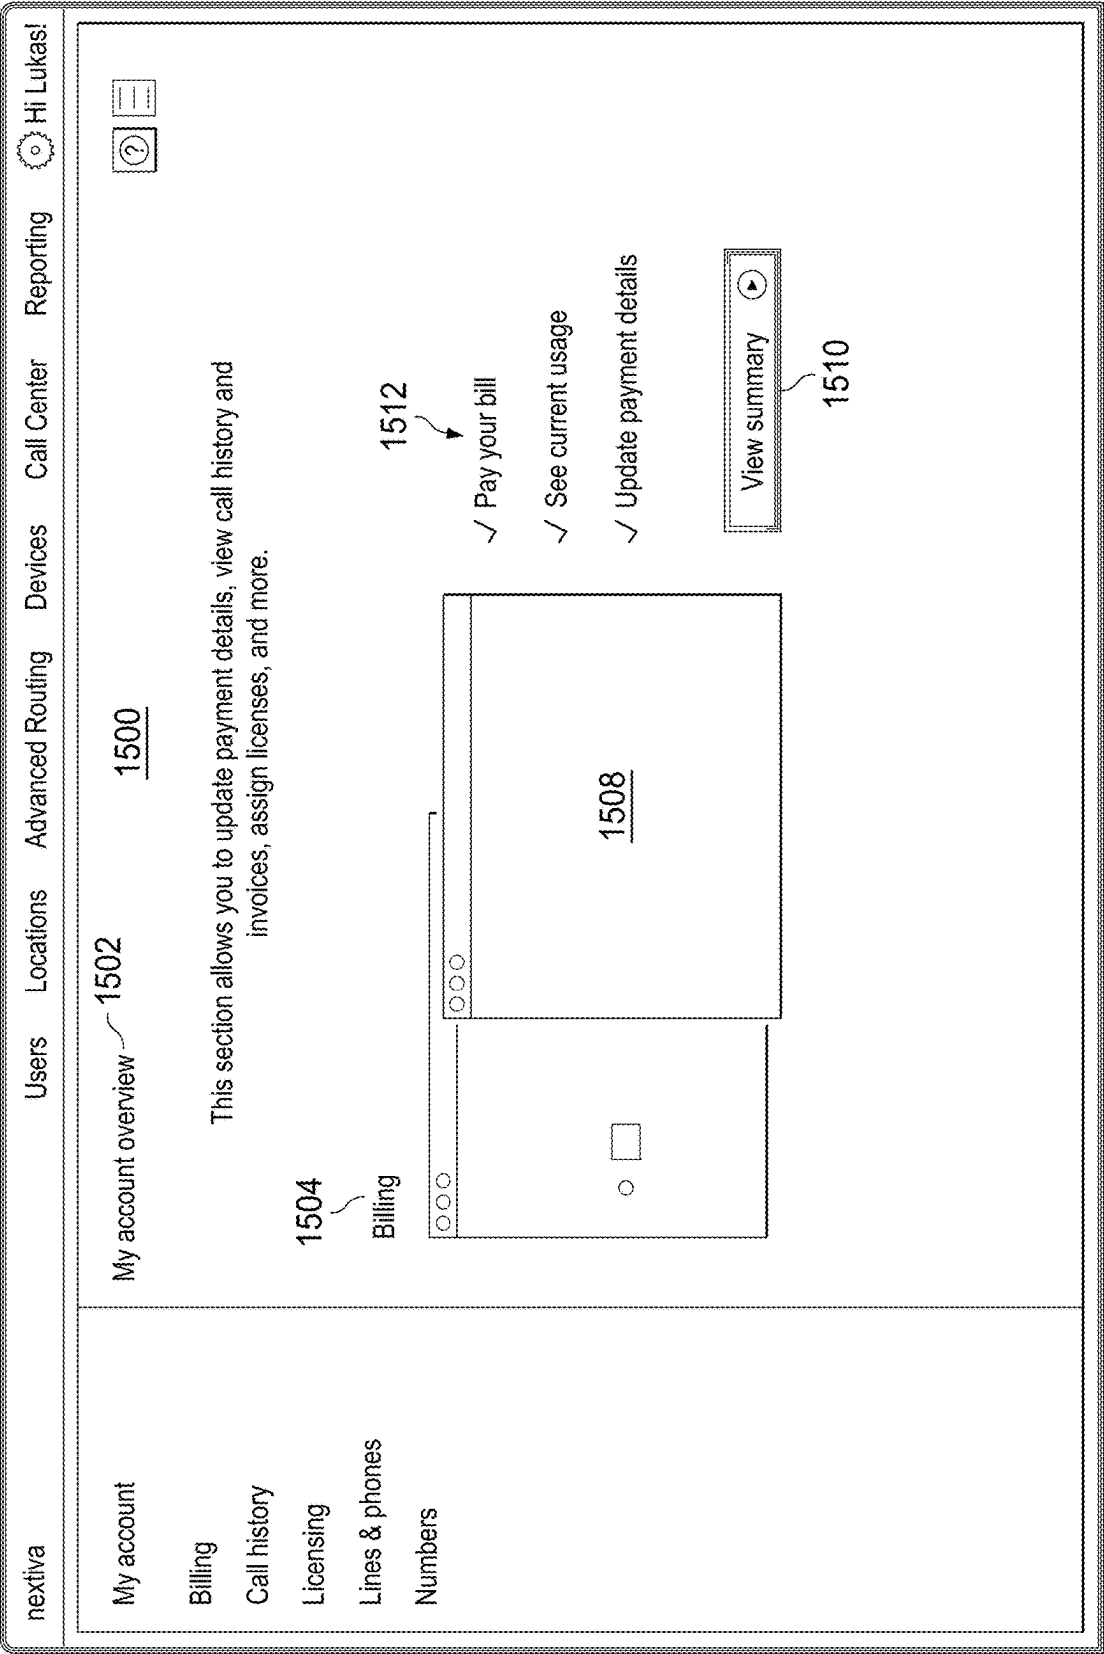 nextiva
Users
Locations
Advanced Routing
Devices
Call Center
Reporting
Hi Lukas!
My account
Billing
Call history
Licensing
Lines & phones
Numbers
My account overview
1502
1500
?
This section allows you to update payment details, view call history and
invoices, assign licenses, and more.
1504
Billing
1508
1512
✓ Pay your bill
✓ See current usage
✓ Update payment details
View summary
1510